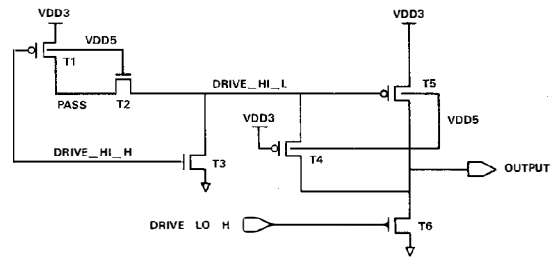 VDD3
VDD3
VDD5
T1
T5
DRIVE_HI_L
PASS
T2
VDD3
VDD5
DRIVE_HI_H
T3
T4
OUTPUT
DRIVE LO H
T6